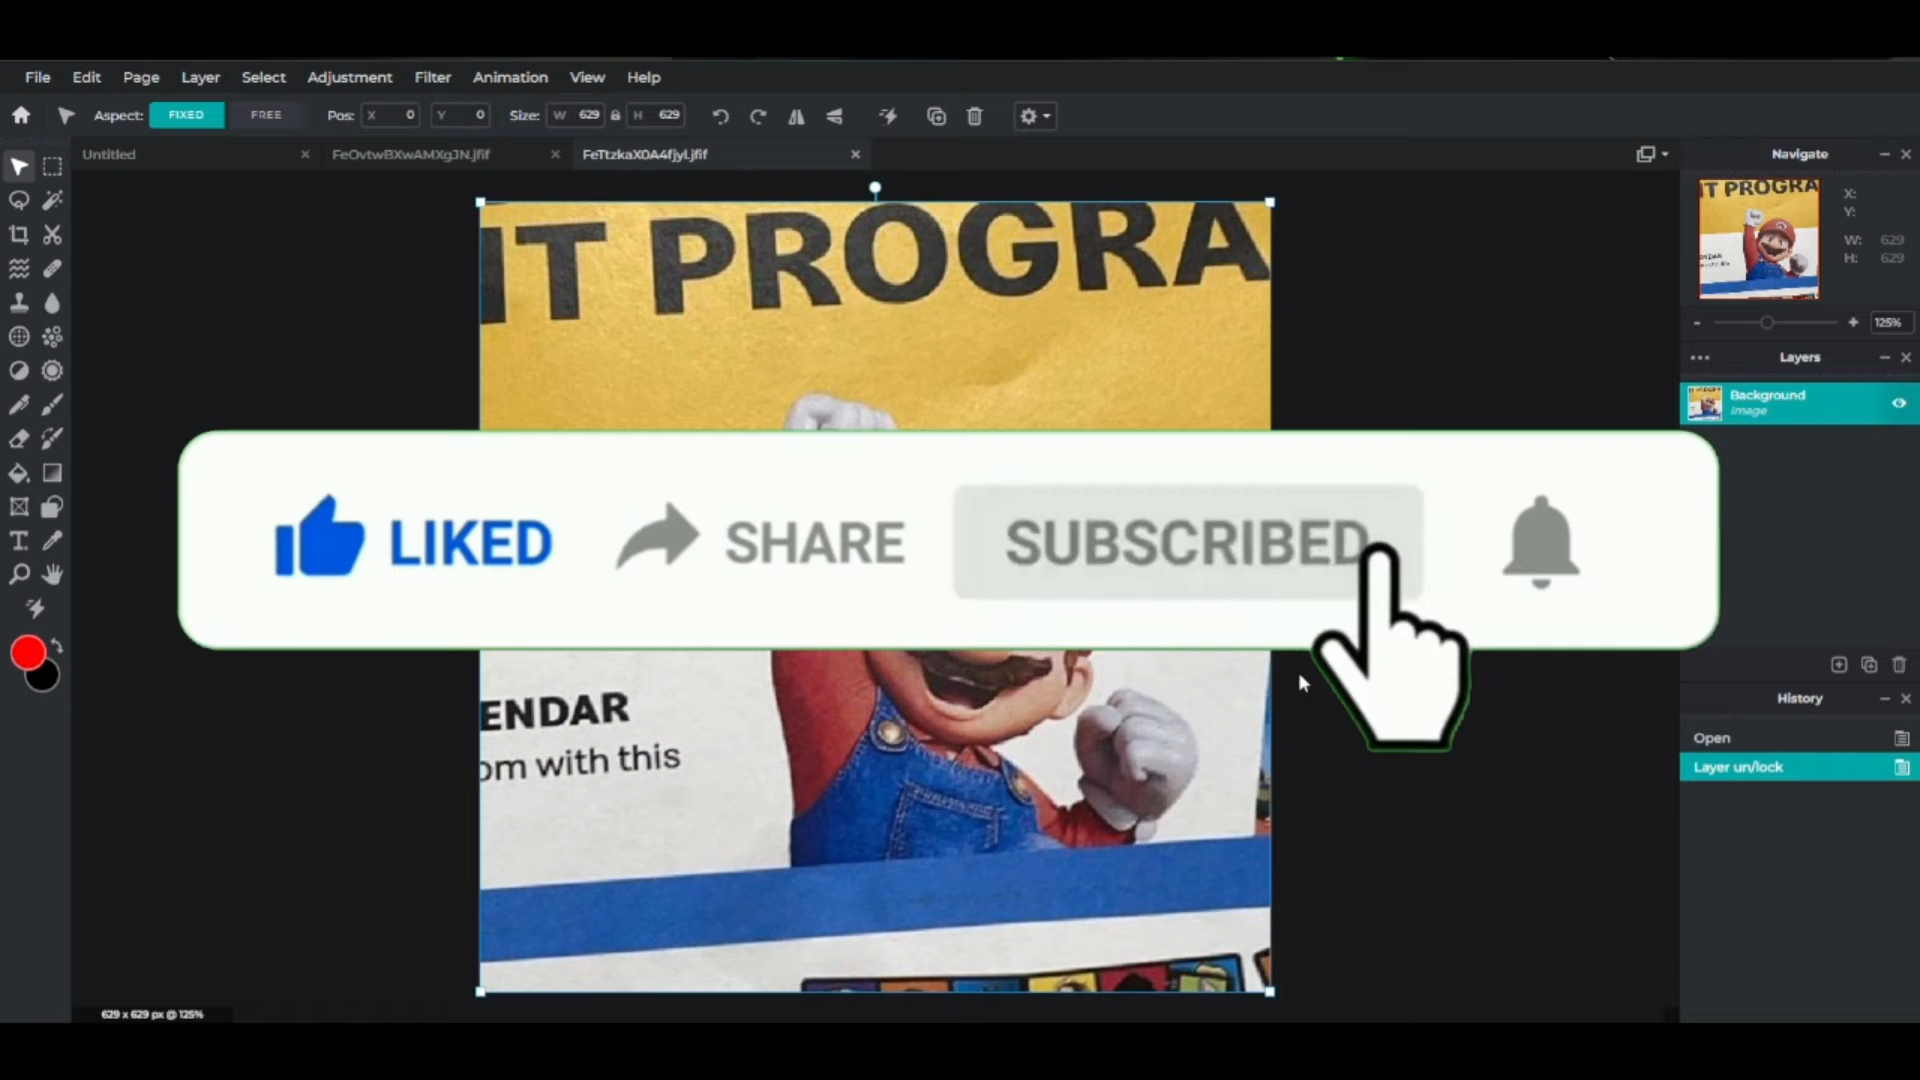 File Edit Page Layer Select Adjustment Filter Animation View Help
Aspect: FIXED FREE Pos: X 0 Y 0 Size: W 629 H 629
Untitled FeOvtwBXwAMXgJN.jfif FeTtzkaX0A4fjyl.jfif
Navigate
X:
Y:
W: 629
H: 629
125%
Layers
Background
Image
IT PROGRA
LIKED SHARE SUBSCRIBED
ENDAR
om with this
History
Open
Layer un/lock
629 x 629 px @ 125%